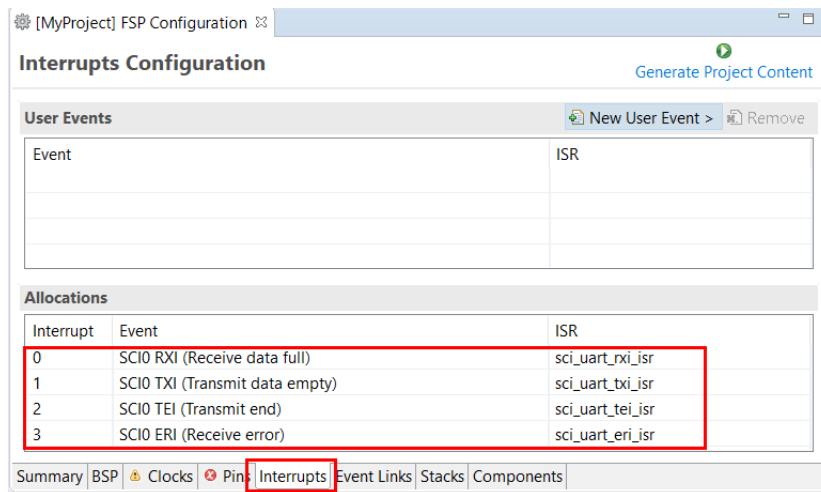 [MyProject] FSP Configuration
Interrupts Configuration
Generate Project Content
User Events
New User Event >
Remove
Event
ISR
Allocations
Interrupt Event ISR
0 SCI0 RXI (Receive data full) sci_uart_rxi_isr
1 SCI0 TXI (Transmit data empty) sci_uart_txi_isr
2 SCI0 TEI (Transmit end) sci_uart_tei_isr
3 SCI0 ERI (Receive error) sci_uart_eri_isr
Summary BSP Clocks Pins Interrupts Event Links Stacks Components